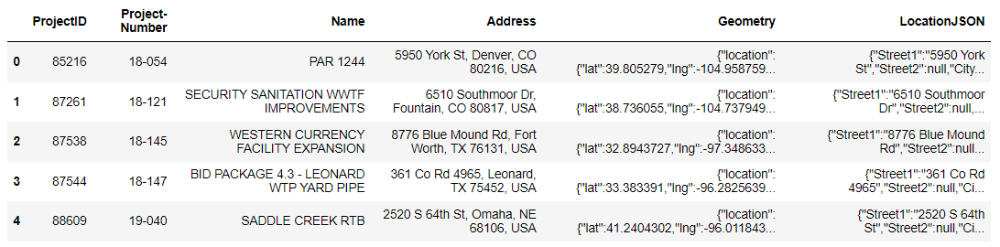 ProjectID Project-Number Name Address Geometry LocationJSON
0 85216 18-054 PAR 1244 5950 York St, Denver, CO 80216, USA {"location":{"lat":39.805279,"lng":-104.958759... {"Street1":"5950 York St","Street2":null,"City...
1 87261 18-121 SECURITY SANITATION WWTF IMPROVEMENTS 6510 Southmoor Dr, Fountain, CO 80817, USA {"location":{"lat":38.736055,"lng":-104.737949... {"Street1":"6510 Southmoor Dr","Street2":null,...
2 87538 18-145 WESTERN CURRENCY FACILITY EXPANSION 8776 Blue Mound Rd, Fort Worth, TX 76131, USA {"location":{"lat":32.8943727,"lng":-97.348633... {"Street1":"8776 Blue Mound Rd","Street2":null...
3 87544 18-147 BID PACKAGE 4.3 - LEONARD WTP YARD PIPE 361 Co Rd 4965, Leonard, TX 75452, USA {"location":{"lat":33.383391,"lng":-96.2825639... {"Street1":"361 Co Rd 4965","Street2":null,"Ci...
4 88609 19-040 SADDLE CREEK RTB 2520 S 64th St, Omaha, NE 68106, USA {"location":{"lat":41.2404302,"lng":-96.011843... {"Street1":"2520 S 64th St","Street2":null,"Ci...